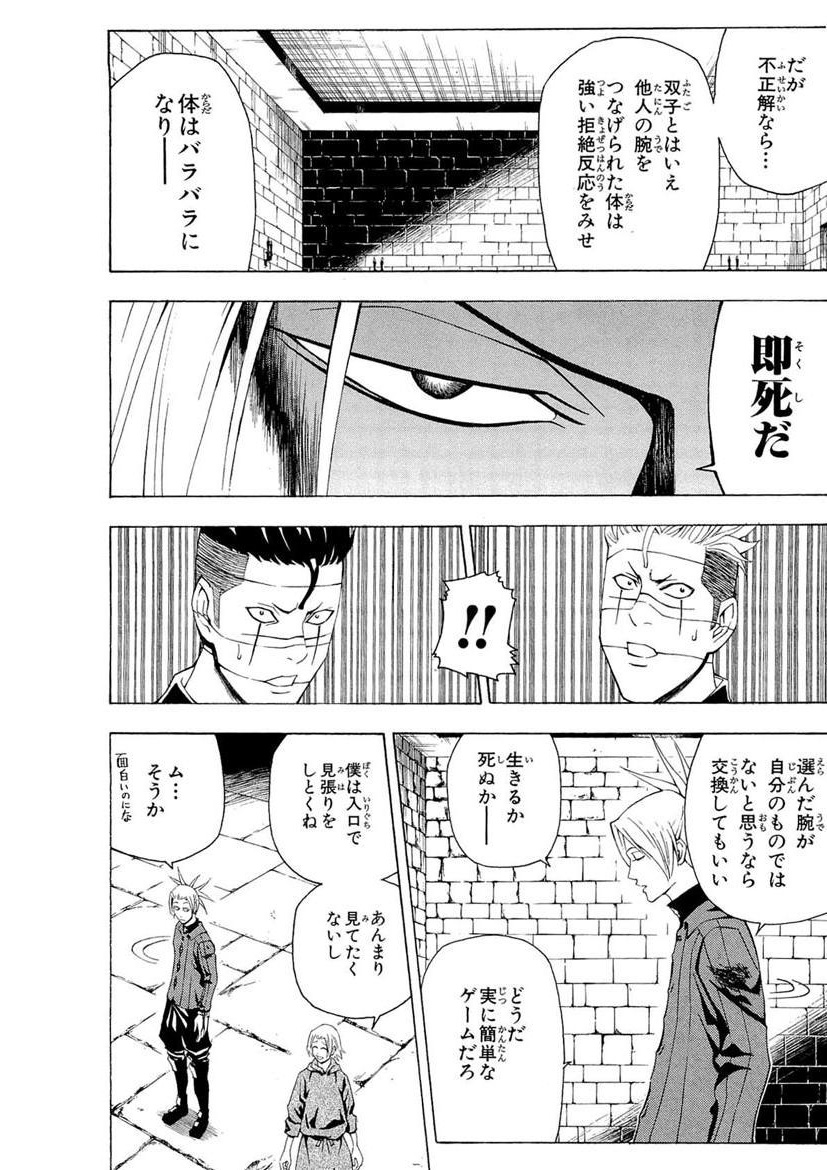 だが
不正解なら…
双子とはいえ
他人の腕を
つなげられた体は
強い拒絶反応をみせ
体はバラバラに
なり――
即死だ
!!
選んだ腕が
自分のものでは
ないと思うなら
交換してもいい
生きるか
死ぬか――
どうだ
実に簡単な
ゲームだろ
僕は入口で
見張りを
しとくね
あんまり
見てたく
ないし
ム…
そうか
面白いのにな